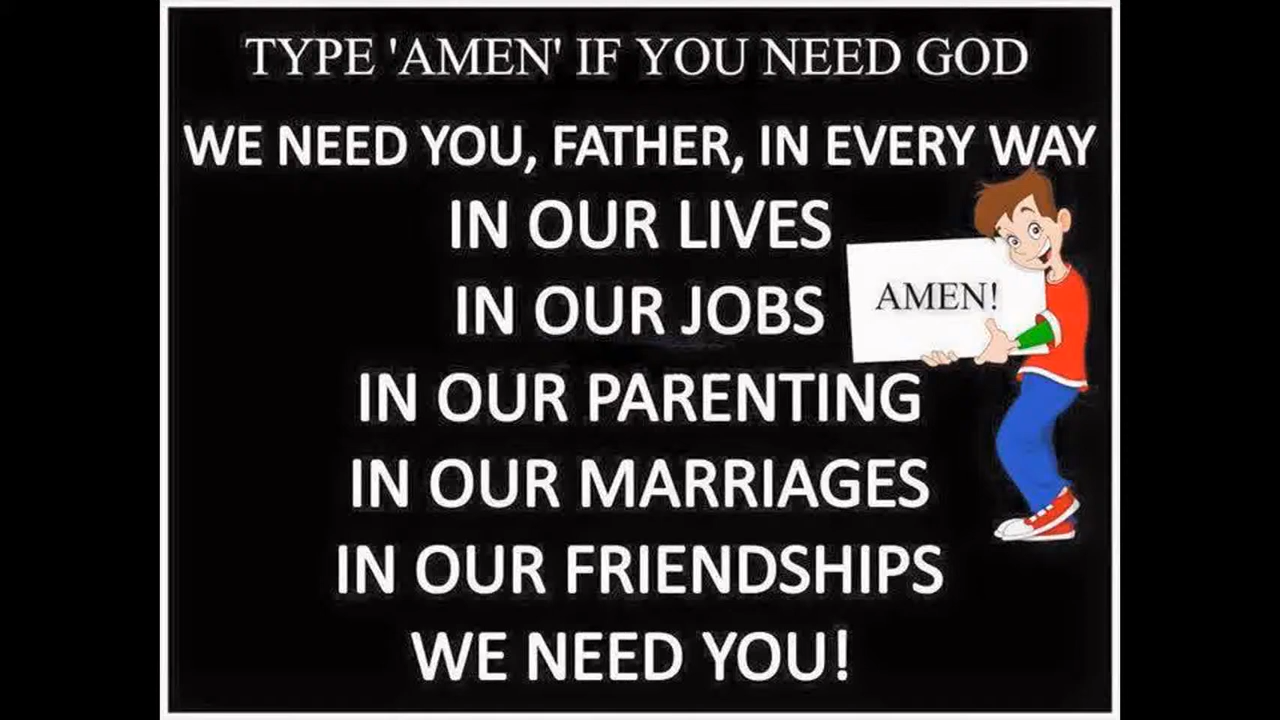 TYPE 'AMEN' IF YOU NEED GOD
WE NEED YOU, FATHER, IN EVERY WAY
IN OUR LIVES
IN OUR JOBS
AMEN!
IN OUR PARENTING
IN OUR MARRIAGES
IN OUR FRIENDSHIPS
WE NEED YOU!